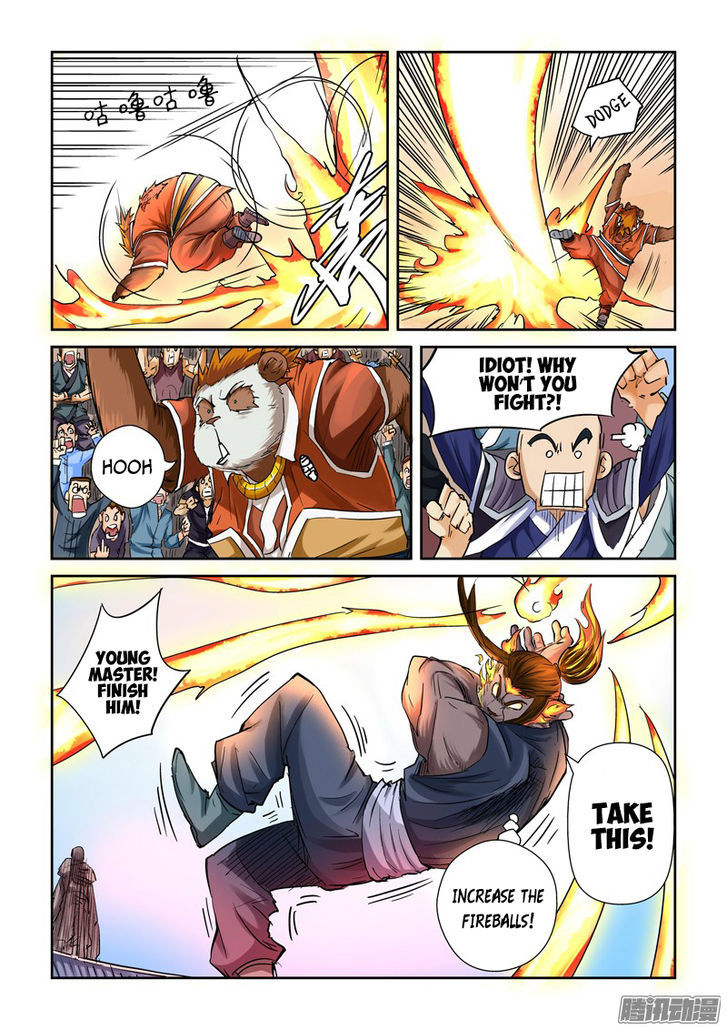 咕噜咕噜
DODGE
HOOH
IDIOT! WHY
WON'T YOU
FIGHT?!
YOUNG
MASTER!
FINISH
HIM!
TAKE
THIS!
INCREASE THE
FIREBALLS!
腾讯动漫